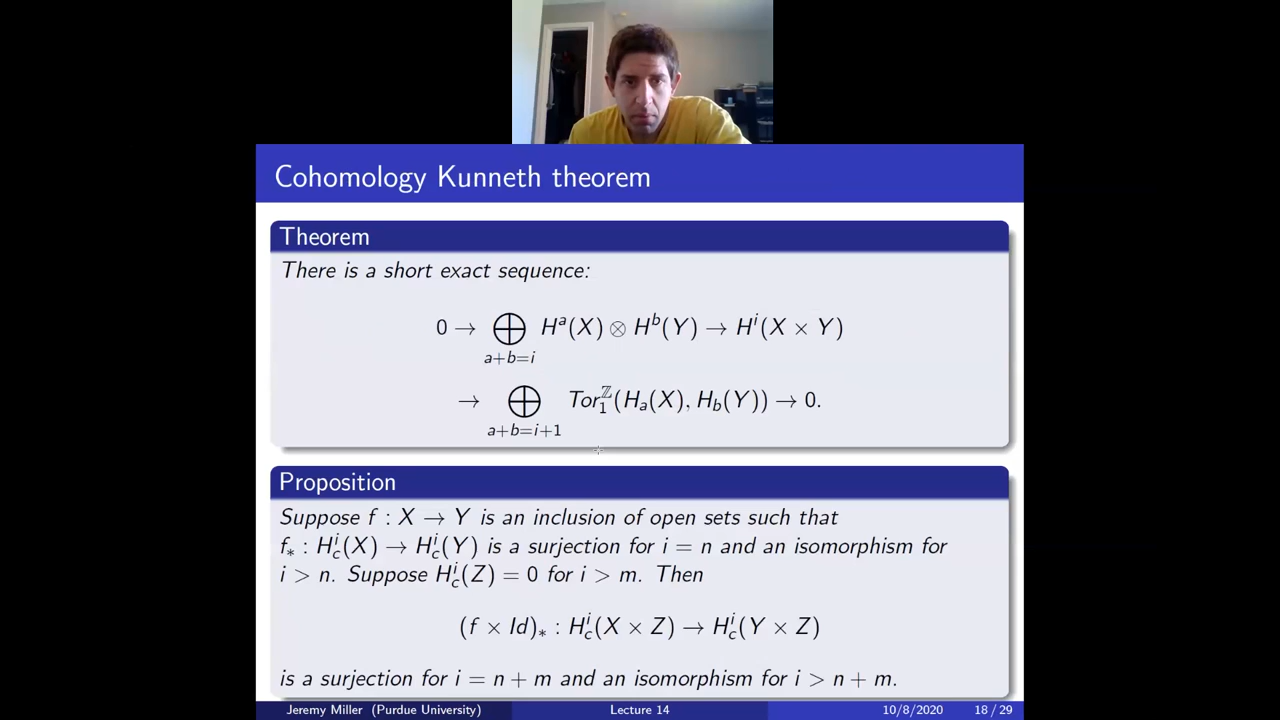 Cohomology Kunneth theorem
Theorem
There is a short exact sequence:
0 → ⨁ H^a(X) ⊗ H^b(Y) → H^i(X × Y)
a+b=i
→ ⨁ Tor_1^ℤ(H_a(X), H_b(Y)) → 0.
a+b=i+1
Proposition
Suppose f : X → Y is an inclusion of open sets such that
f_* : H_c^i(X) → H_c^i(Y) is a surjection for i = n and an isomorphism for
i > n. Suppose H_c^i(Z) = 0 for i > m. Then
(f × Id)_* : H_c^i(X × Z) → H_c^i(Y × Z)
is a surjection for i = n + m and an isomorphism for i > n + m.
Jeremy Miller (Purdue University) Lecture 14 10/8/2020 18 / 29